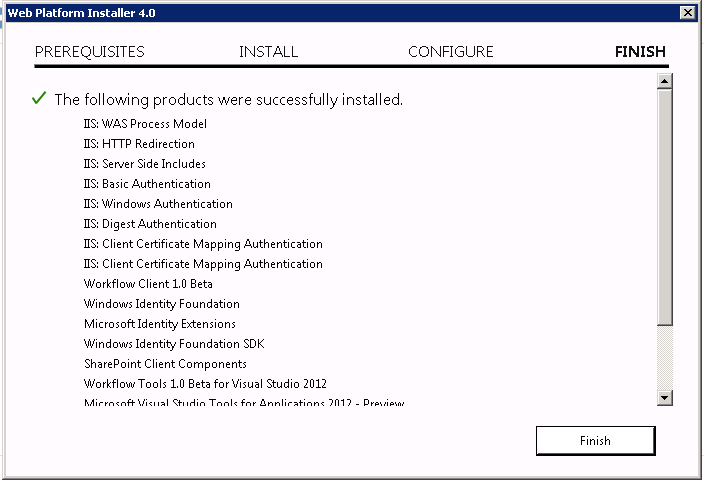 Web Platform Installer 4.0
PREREQUISITES INSTALL CONFIGURE FINISH
The following products were successfully installed.
IIS: WAS Process Model
IIS: HTTP Redirection
IIS: Server Side Includes
IIS: Basic Authentication
IIS: Windows Authentication
IIS: Digest Authentication
IIS: Client Certificate Mapping Authentication
IIS: Client Certificate Mapping Authentication
Workflow Client 1.0 Beta
Windows Identity Foundation
Microsoft Identity Extensions
Windows Identity Foundation SDK
SharePoint Client Components
Workflow Tools 1.0 Beta for Visual Studio 2012
Microsoft Visual Studio Tools for Applications 2012 - Preview
Finish